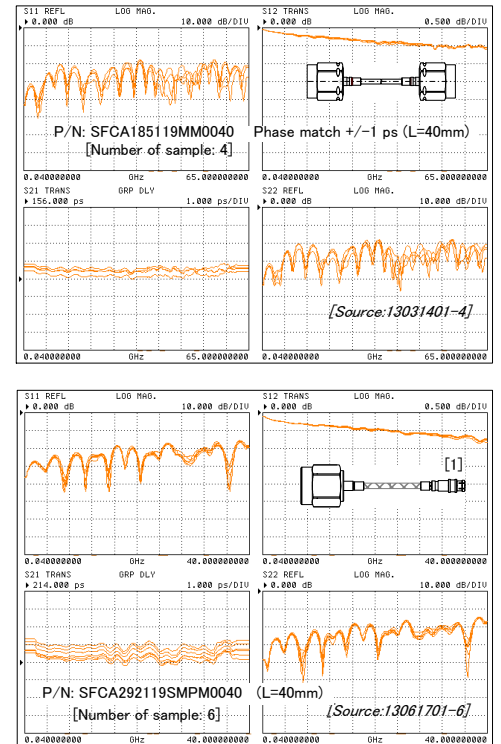 S11 REFL LOG MAG.
▶ 0.000 dB 10.000 dB/DIV
S12 TRANS LOG MAG.
▶ 0.000 dB 0.500 dB/DIV
P/N: SFCA185119MM0040 Phase match +/-1 ps (L=40mm)
[Number of sample: 4]
0.040000000 GHz 65.000000000
0.040000000 GHz 65.000000000
S21 TRANS GRP DLY
▶ 156.000 ps 1.000 ps/DIV
S22 REFL LOG MAG.
▶ 0.000 dB 10.000 dB/DIV
[Source:13031401-4]
0.040000000 GHz 65.000000000
0.040000000 GHz 65.000000000
S11 REFL LOG MAG.
▶ 0.000 dB 10.000 dB/DIV
S12 TRANS LOG MAG.
▶ 0.000 dB 0.500 dB/DIV
[1]
0.040000000 GHz 40.000000000
0.040000000 GHz 40.000000000
S21 TRANS GRP DLY
▶ 214.000 ps 1.000 ps/DIV
S22 REFL LOG MAG.
▶ 0.000 dB 10.000 dB/DIV
P/N: SFCA292119SMPM0040 (L=40mm)
[Number of sample: 6]
[Source:13061701-6]
0.040000000 GHz 40.000000000
0.040000000 GHz 40.000000000